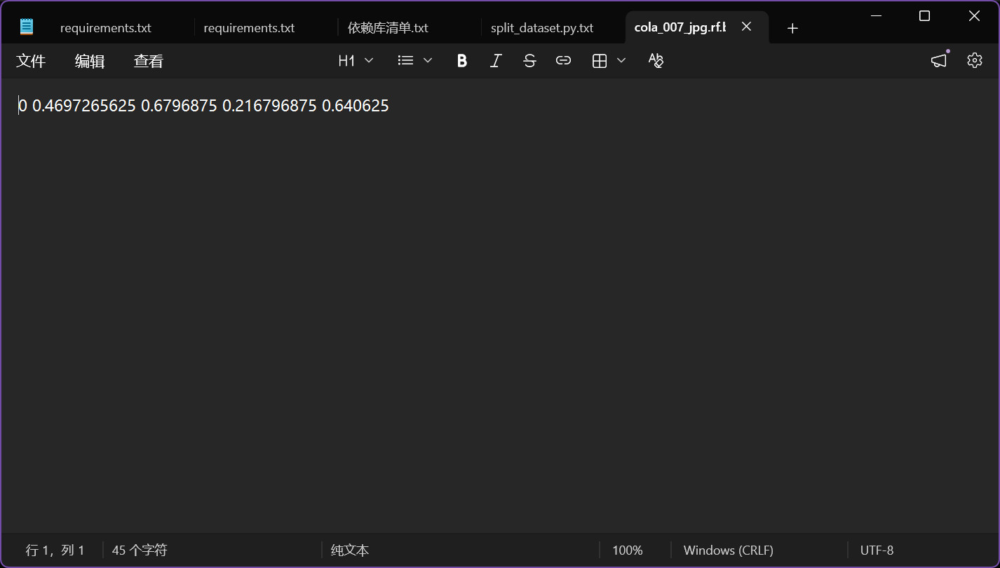 requirements.txt
requirements.txt
依赖库清单.txt
split_dataset.py.txt
cola_007_jpg.rf.
文件 编辑 查看
H1 B I S Ab
0 0.4697265625 0.6796875 0.216796875 0.640625
行 1，列 1
45 个字符
纯文本
100%
Windows (CRLF)
UTF-8